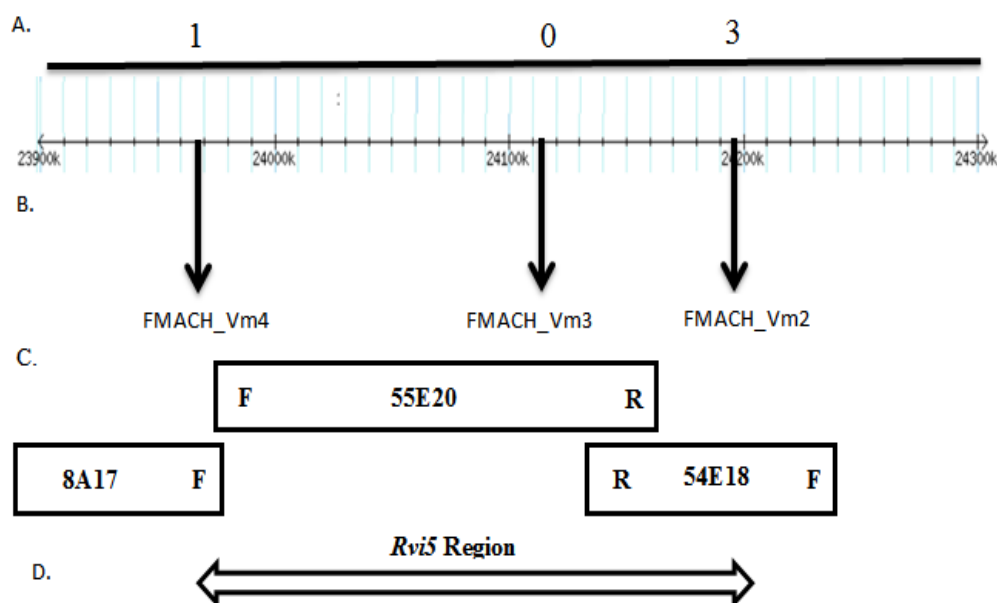 A. 1 0 3
23900k 24000k 24100k 24200k 24300k
B.
FMACH_Vm4 FMACH_Vm3 FMACH_Vm2
C.
F 55E20 R
8A17 F R 54E18 F
Rvi5 Region
D.